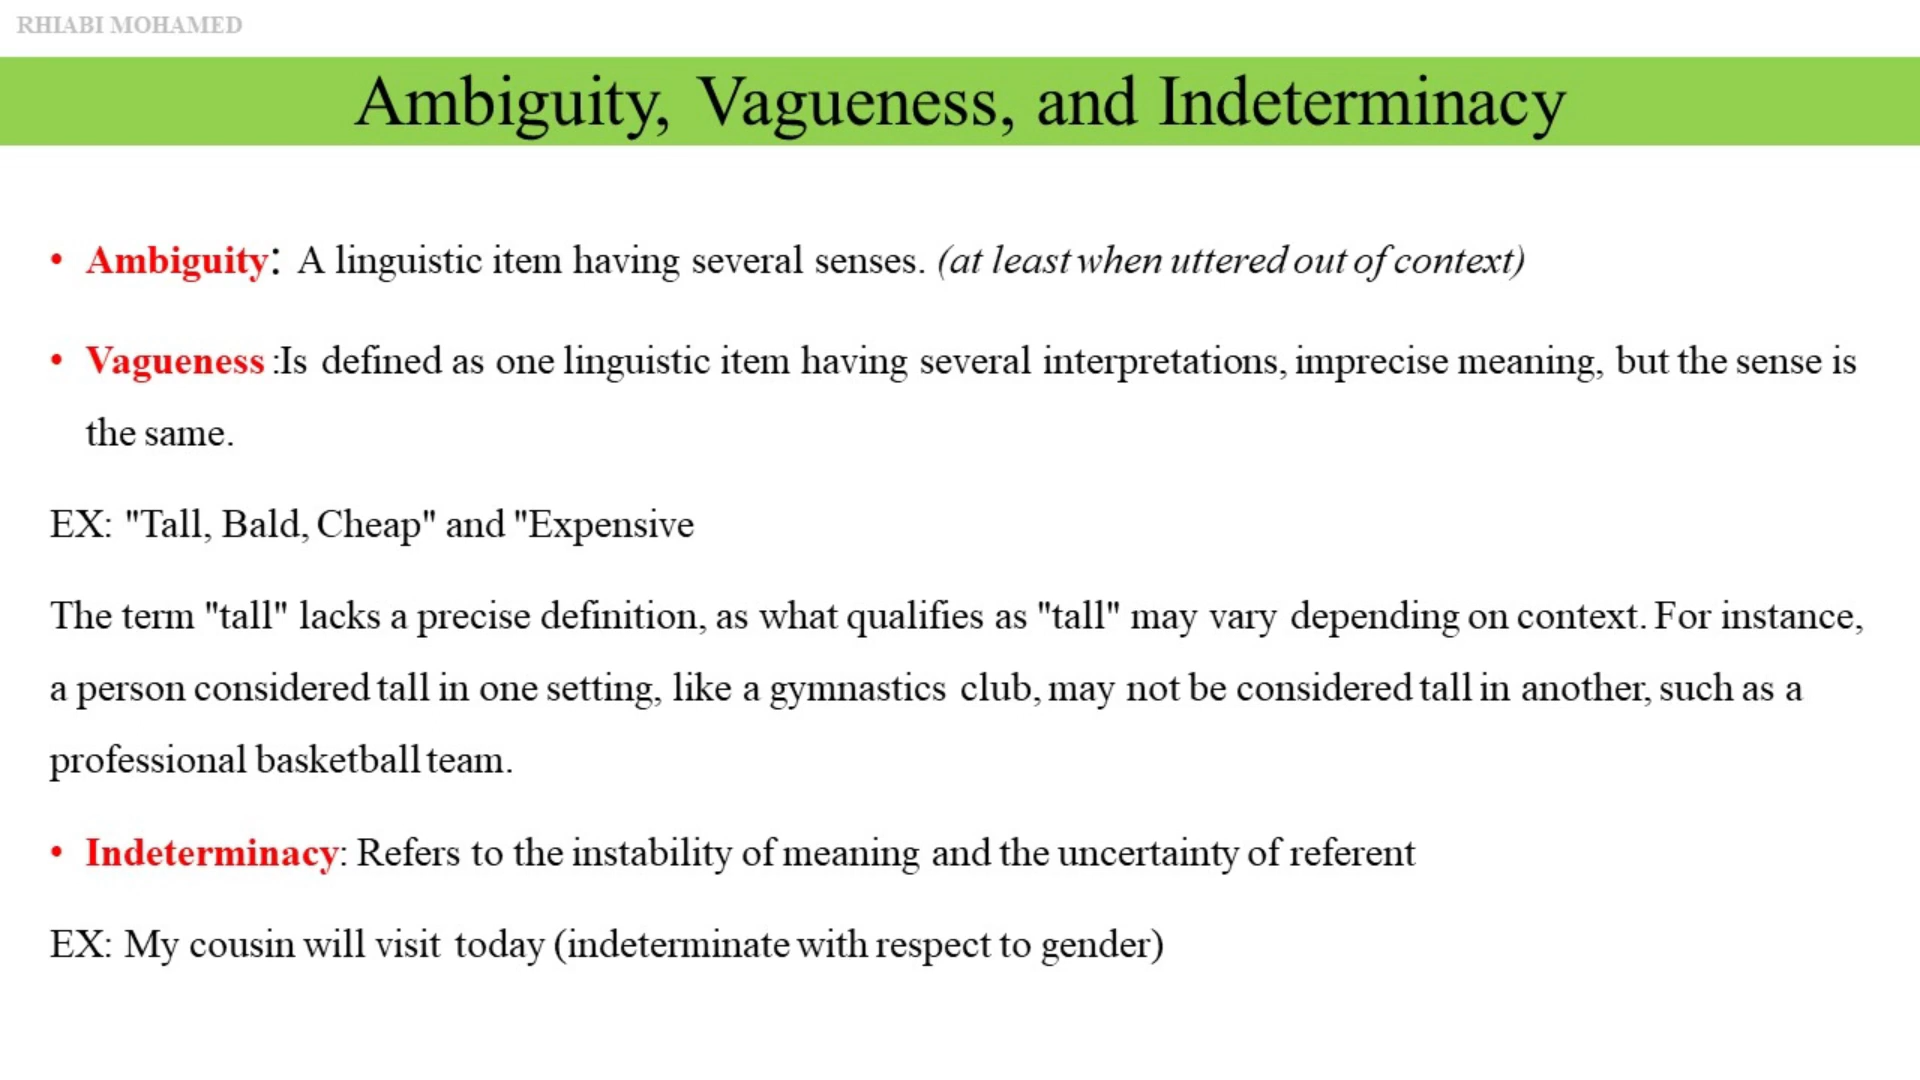 RHIABI MOHAMED
Ambiguity, Vagueness, and Indeterminacy
• Ambiguity: A linguistic item having several senses. (at least when uttered out of context)
• Vagueness :Is defined as one linguistic item having several interpretations, imprecise meaning, but the sense is
the same.
EX: "Tall, Bald, Cheap" and "Expensive
The term "tall" lacks a precise definition, as what qualifies as "tall" may vary depending on context. For instance,
a person considered tall in one setting, like a gymnastics club, may not be considered tall in another, such as a
professional basketball team.
• Indeterminacy: Refers to the instability of meaning and the uncertainty of referent
EX: My cousin will visit today (indeterminate with respect to gender)